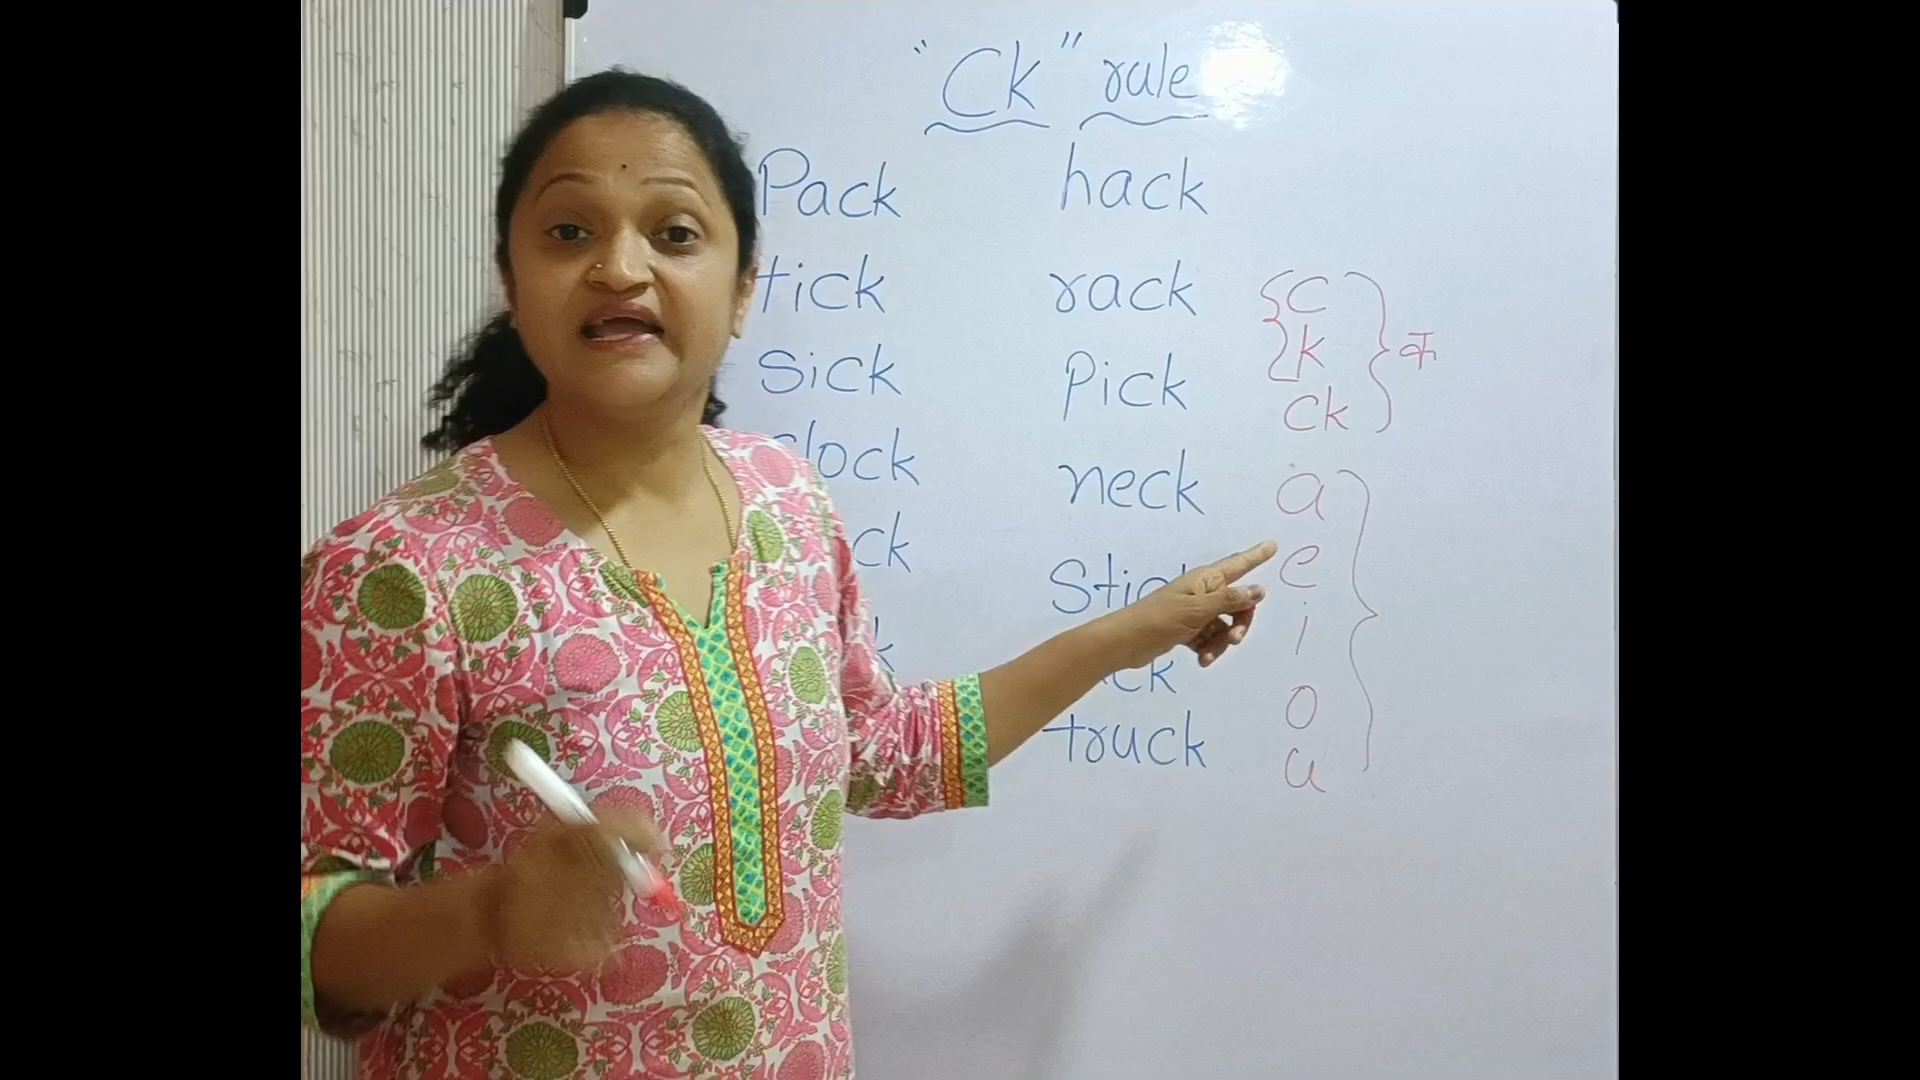 "Ck" rule
Pack
tick
Sick
hack
rack
Pick
neck
truck
c
k
ck
क
a
e
i
o
u